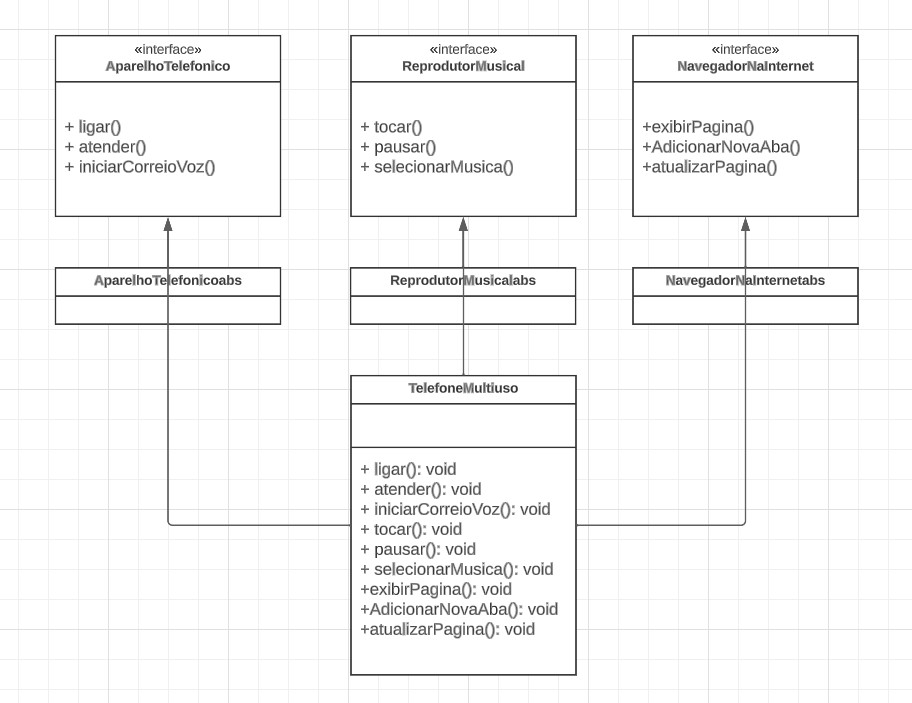 «interface»
AparelhoTelefonico
+ ligar()
+ atender()
+ iniciarCorreioVoz()
«interface»
ReprodutorMusical
+ tocar()
+ pausar()
+ selecionarMusica()
«interface»
NavegadorNaInternet
+exibirPagina()
+AdicionarNovaAba()
+atualizarPagina()
AparelhoTelefonicoabs
ReprodutorMusicalabs
NavegadorNaInternetabs
TelefoneMultiuso
+ ligar(): void
+ atender(): void
+ iniciarCorreioVoz(): void
+ tocar(): void
+ pausar(): void
+ selecionarMusica(): void
+exibirPagina(): void
+AdicionarNovaAba(): void
+atualizarPagina(): void